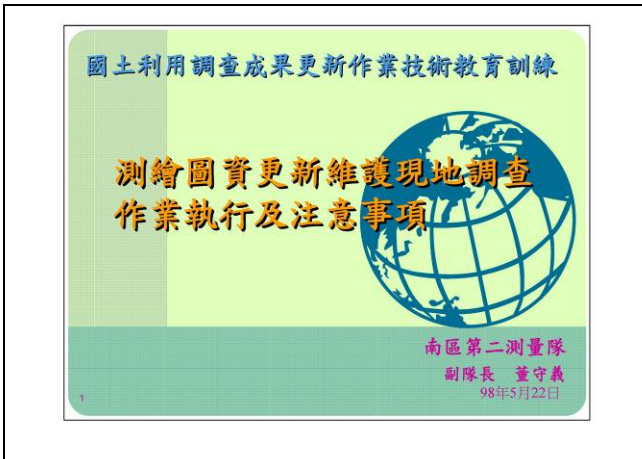 國土利用調查成果更新作業技術教育訓練
測繪圖資更新維護現地調查
作業執行及注意事項
南區第二測量隊
副隊長 董守義
98年5月22日
1